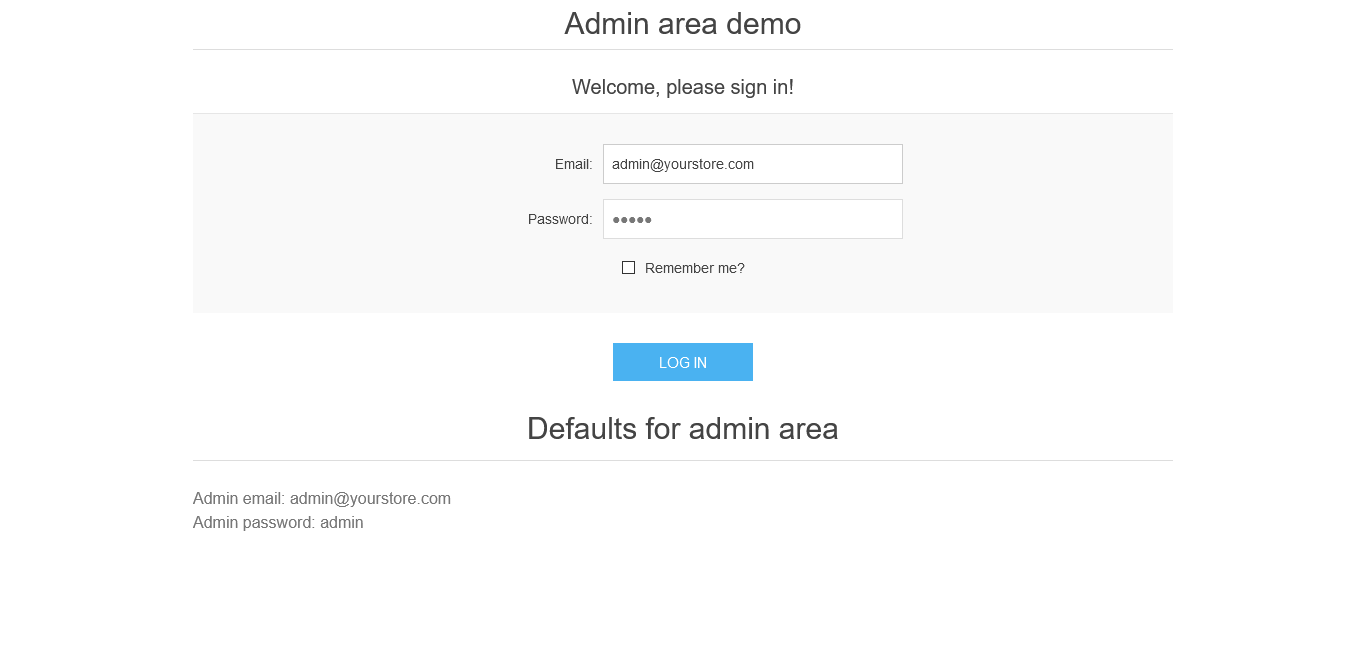 Admin area demo
Welcome, please sign in!
Email: admin@yourstore.com
Password: •••••
Remember me?
LOG IN
Defaults for admin area
Admin email: admin@yourstore.com
Admin password: admin